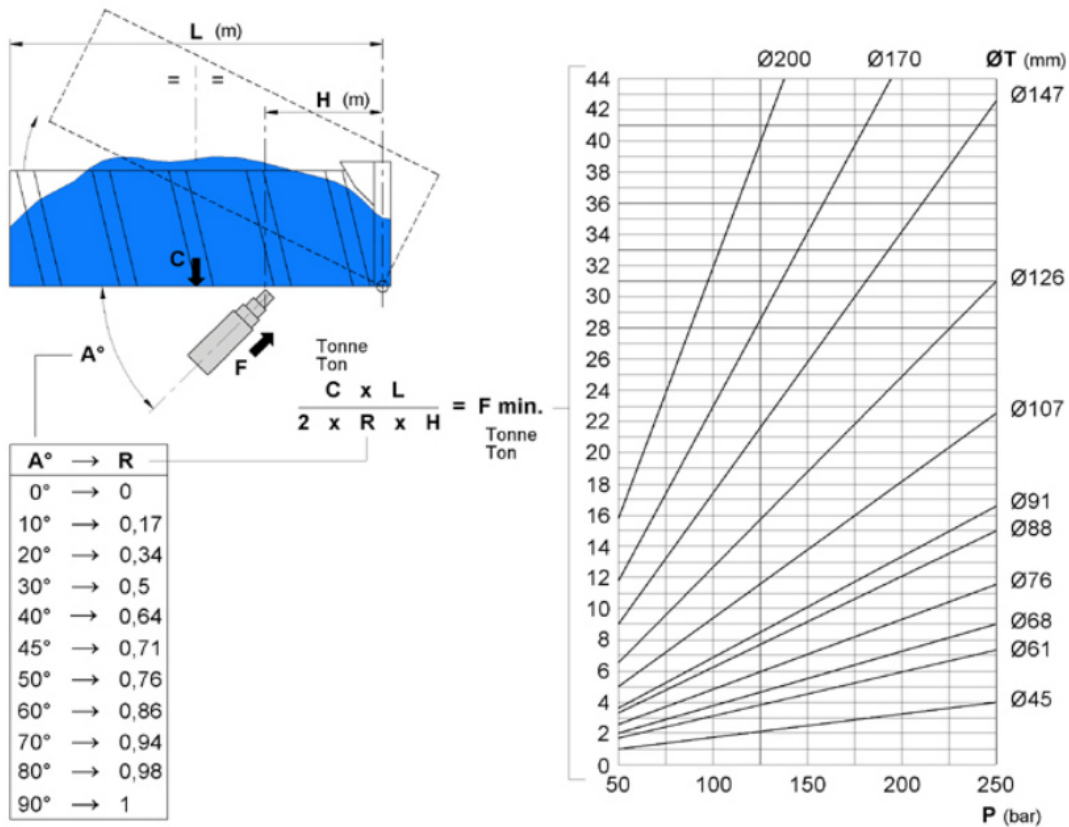 L (m)
= =
H (m)
C
F
A°
Tonne
Ton
C x L
2 x R x H
= F min.
Tonne
Ton
A° → R
0° → 0
10° → 0,17
20° → 0,34
30° → 0,5
40° → 0,64
45° → 0,71
50° → 0,76
60° → 0,86
70° → 0,94
80° → 0,98
90° → 1
Ø200 Ø170 ØT (mm)
44
42
40
38
36
34
32
30
28
26
24
22
20
18
16
14
12
10
8
6
4
2
0
Ø147
Ø126
Ø107
Ø91
Ø88
Ø76
Ø68
Ø61
Ø45
50 100 150 200 250
P (bar)